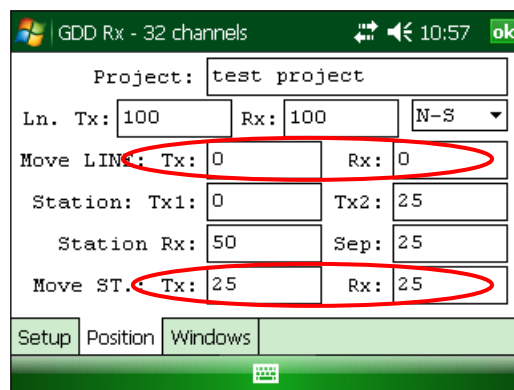 GDD Rx - 32 channels 10:57 ok
Project: test project
Ln. Tx: 100 Rx: 100 N-S
Move LINE: Tx: 0 Rx: 0
Station: Tx1: 0 Tx2: 25
Station Rx: 50 Sep: 25
Move ST.: Tx: 25 Rx: 25
Setup Position Windows